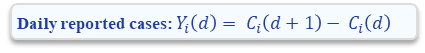 Daily reported cases: Yᵢ(d) = Cᵢ(d + 1) − Cᵢ(d)